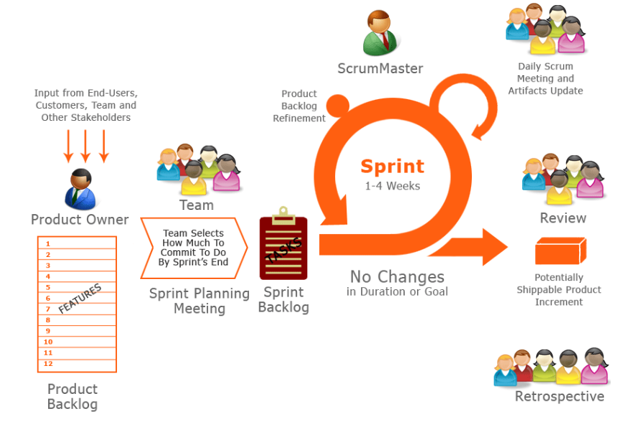 Input from End-Users,
Customers, Team and
Other Stakeholders
Product Owner
1
2
3
4
5
6
7
8
9
10
11
12
FEATURES
Product
Backlog
Team
Team Selects
How Much To
Commit To Do
By Sprint's End
Sprint Planning
Meeting
TASKS
Sprint
Backlog
ScrumMaster
Product
Backlog
Refinement
Sprint
1-4 Weeks
No Changes
in Duration or Goal
Daily Scrum
Meeting and
Artifacts Update
Review
Potentially
Shippable Product
Increment
Retrospective